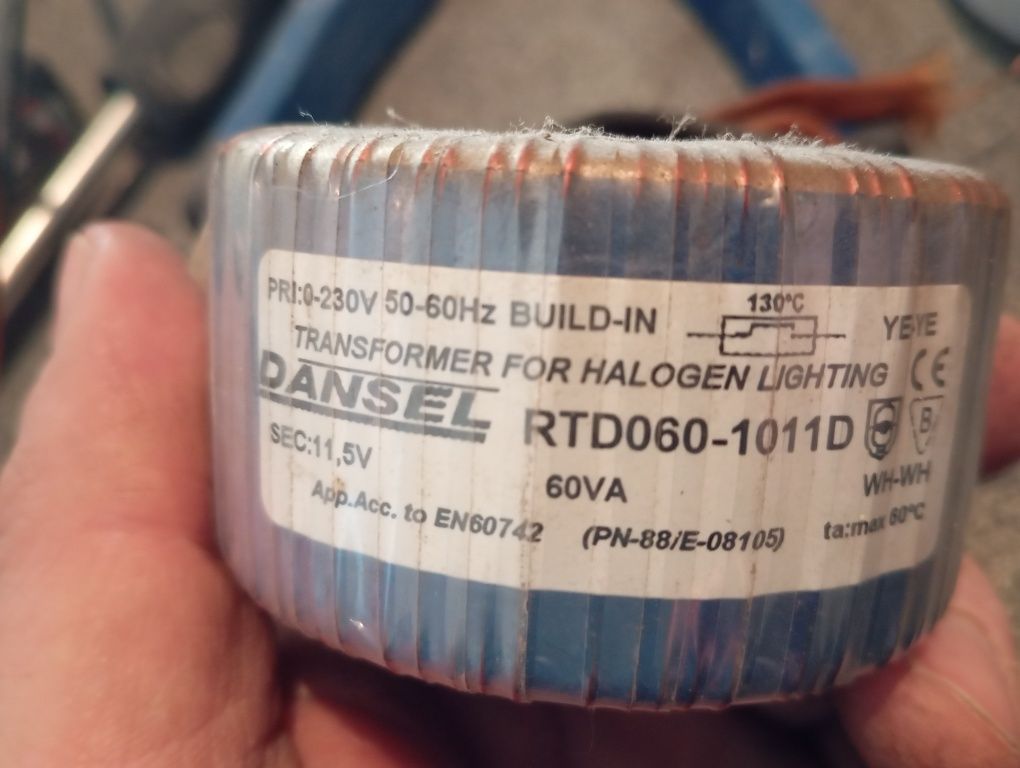 PRI:0-230V 50-60Hz BUILD-IN 130°C YE-YE
TRANSFORMER FOR HALOGEN LIGHTING CE
DANSEL RTD060-1011D B
SEC:11,5V 60VA WH-WH
App.Acc. to EN60742 (PN-88/E-08105) ta:max 60°C